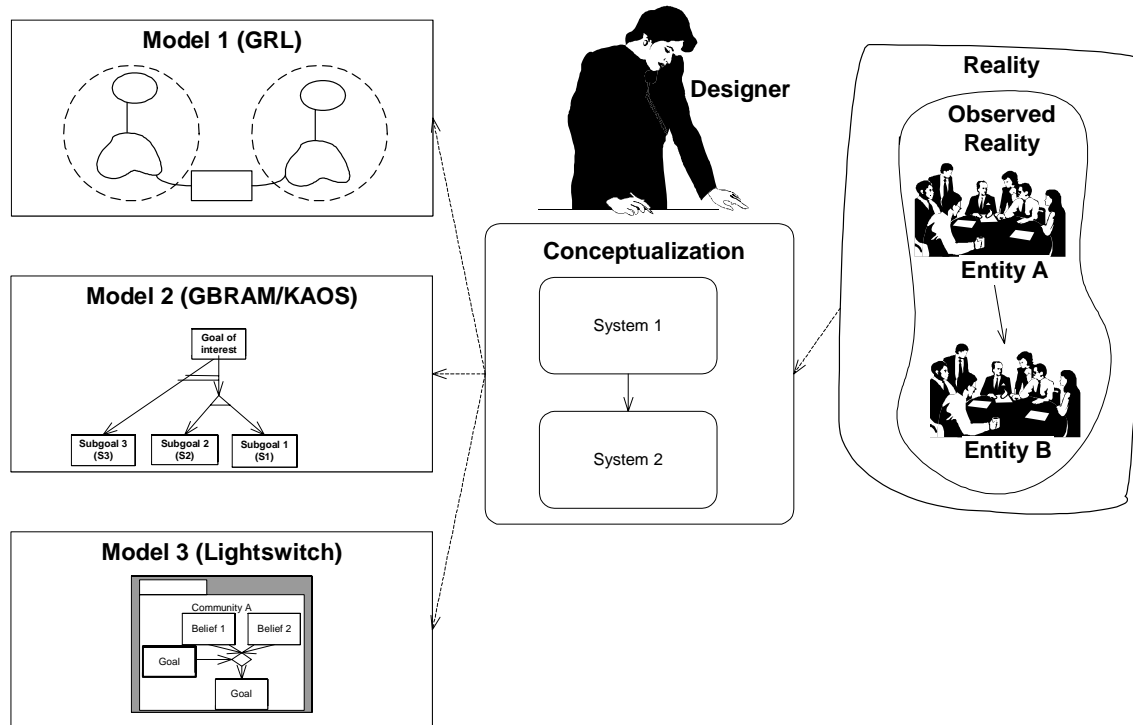 Model 1 (GRL)
Model 2 (GBRAM/KAOS)
Goal of
interest
Subgoal 3
(S3)
Subgoal 2
(S2)
Subgoal 1
(S1)
Model 3 (Lightswitch)
Community A
Belief 1
Belief 2
Goal
Goal
Designer
Conceptualization
System 1
System 2
Reality
Observed
Reality
Entity A
Entity B